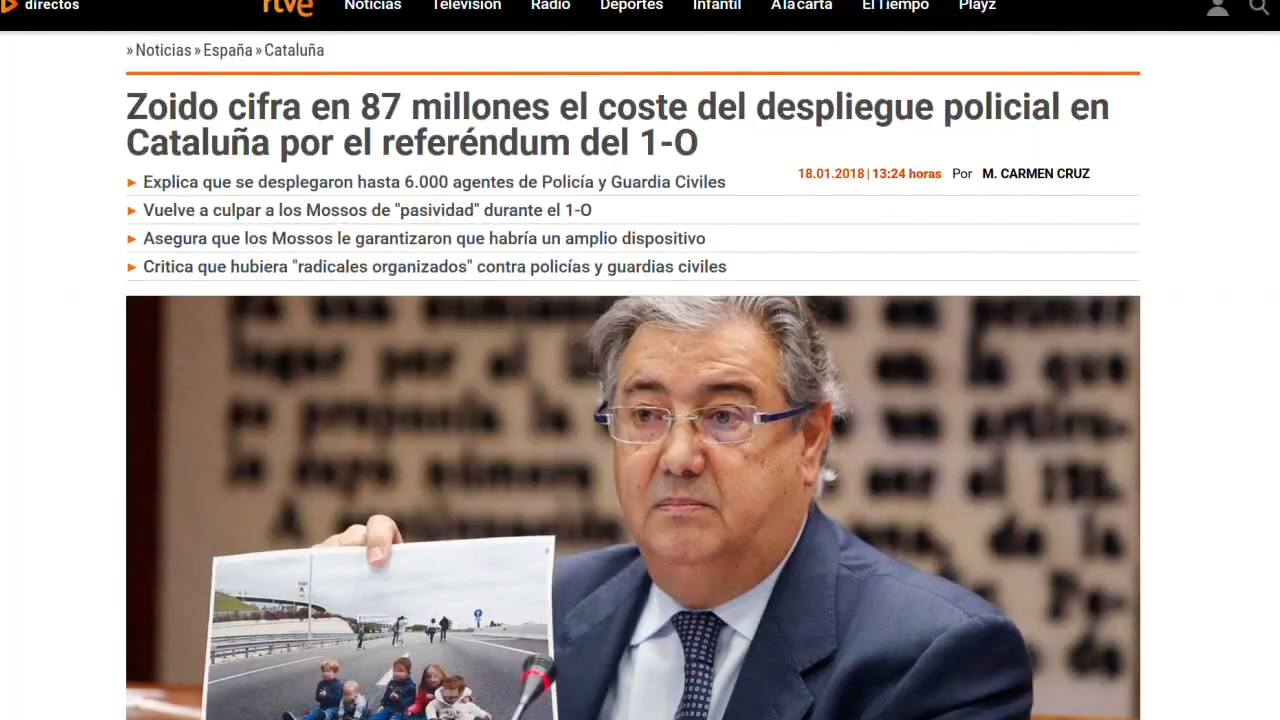 directos
rtve
Noticias Televisión Radio Deportes Infantil A la carta El Tiempo Playz
» Noticias » España » Cataluña
Zoido cifra en 87 millones el coste del despliegue policial en
Cataluña por el referéndum del 1-O
18.01.2018 | 13:24 horas Por M. CARMEN CRUZ
Explica que se desplegaron hasta 6.000 agentes de Policía y Guardia Civiles
Vuelve a culpar a los Mossos de "pasividad" durante el 1-O
Asegura que los Mossos le garantizaron que habría un amplio dispositivo
Critica que hubiera "radicales organizados" contra policías y guardias civiles